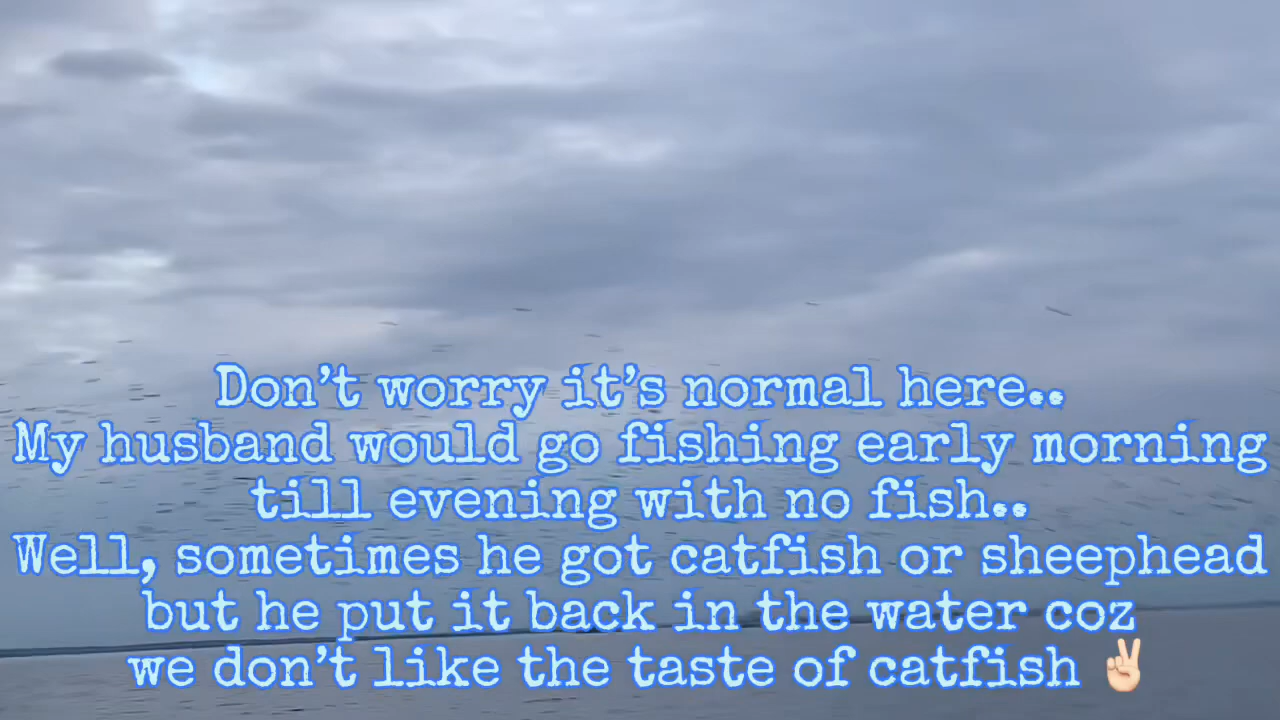 Don't worry it's normal here..
My husband would go fishing early morning
till evening with no fish..
Well, sometimes he got catfish or sheephead
but he put it back in the water coz
we don't like the taste of catfish ✌🏻